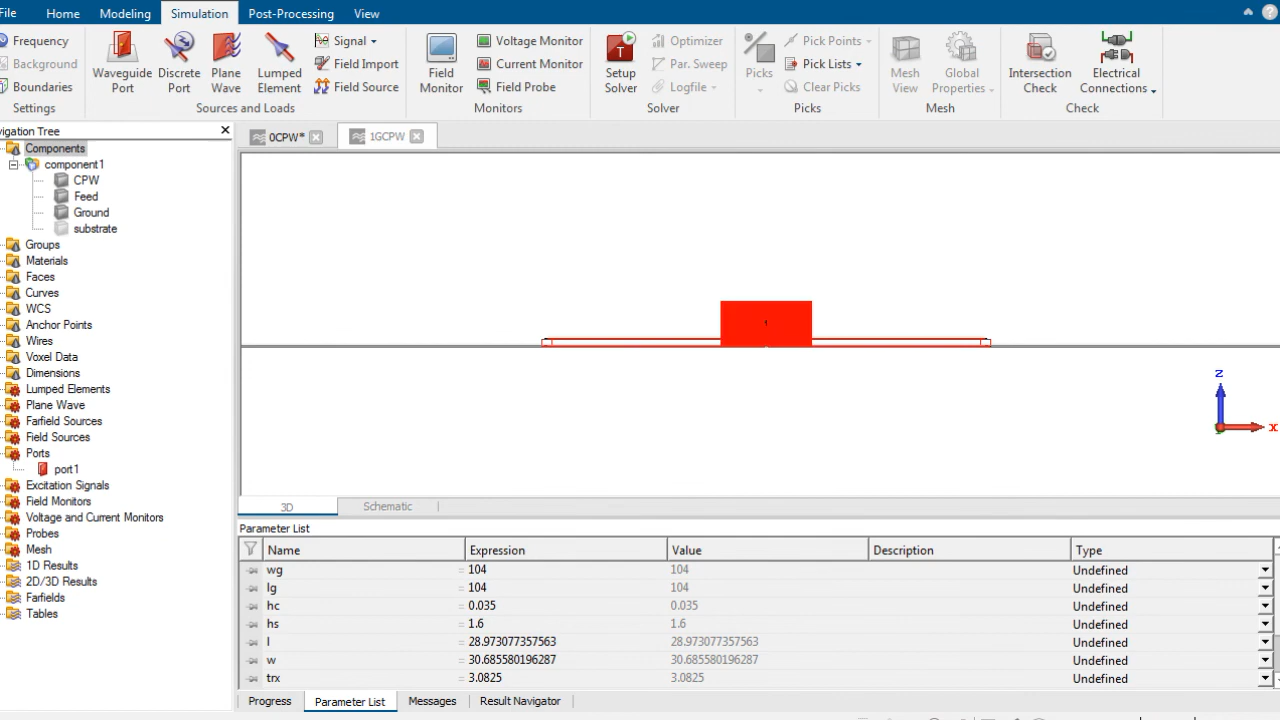 File Home Modeling Simulation Post-Processing View
Frequency
Background
Boundaries
Settings
Waveguide Port
Discrete Port
Plane Wave
Lumped Element
Signal
Field Import
Field Source
Sources and Loads
Field Monitor
Voltage Monitor
Current Monitor
Field Probe
Monitors
Setup Solver
Optimizer
Par. Sweep
Logfile
Solver
Picks
Pick Points
Pick Lists
Clear Picks
Picks
Mesh View
Global Properties
Mesh
Intersection Check
Electrical Connections
Check
vigation Tree
Components
component1
CPW
Feed
Ground
substrate
Groups
Materials
Faces
Curves
WCS
Anchor Points
Wires
Voxel Data
Dimensions
Lumped Elements
Plane Wave
Farfield Sources
Field Sources
Ports
port1
Excitation Signals
Field Monitors
Voltage and Current Monitors
Probes
Mesh
1D Results
2D/3D Results
Farfields
Tables
0CPW* 1GCPW
z
x
3D Schematic
Parameter List
Name Expression Value Description Type
wg = 104 104 Undefined
lg = 104 104 Undefined
hc = 0.035 0.035 Undefined
hs = 1.6 1.6 Undefined
l = 28.973077357563 28.973077357563 Undefined
w = 30.685580196287 30.685580196287 Undefined
trx = 3.0825 3.0825 Undefined
Progress Parameter List Messages Result Navigator